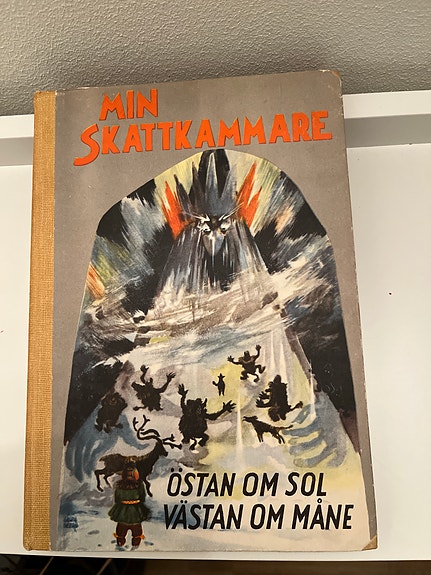 MIN
SKATTKAMMARE
ÖSTAN OM SOL
VÄSTAN OM MÅNE